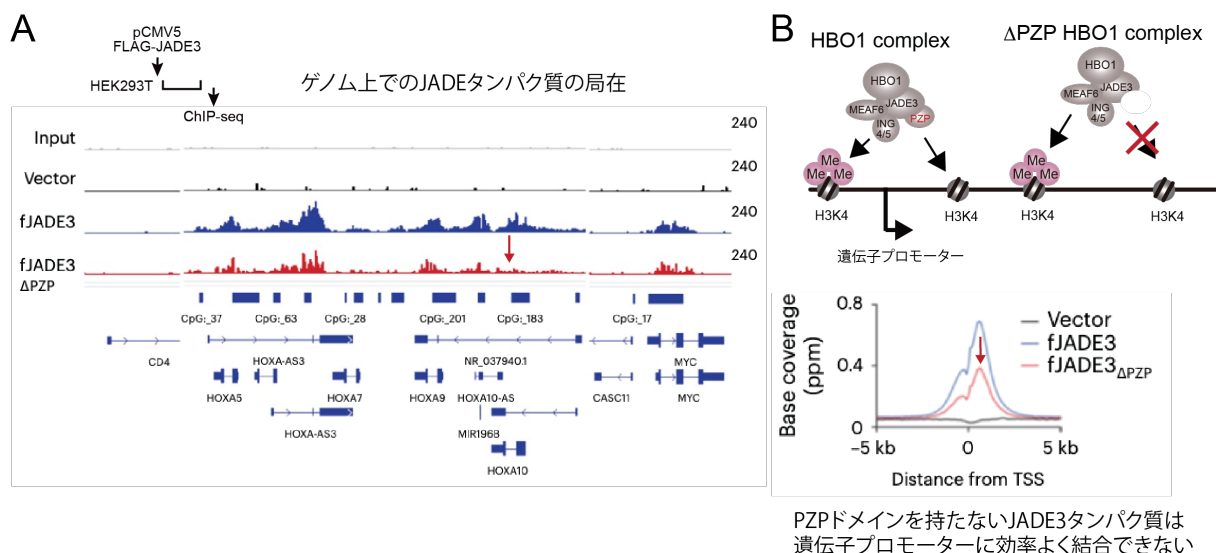 A
pCMV5
FLAG-JADE3
HEK293T
ChIP-seq
ゲノム上でのJADEタンパク質の局在
Input
240
Vector
240
fJADE3
240
fJADE3
ΔPZP
240
CpG:_37
CpG:_63
CpG:_28
CpG:_201
CpG:_183
CpG:_17
CD4
HOXA-AS3
NR_037940.1
MYC
HOXA5
HOXA7
HOXA9
HOXA10-AS
CASC11
MYC
HOXA-AS3
MIR196B
HOXA10
B
HBO1 complex
ΔPZP HBO1 complex
HBO1
MEAF6
JADE3
ING
4/5
PZP
HBO1
MEAF6
JADE3
ING
4/5
Me
Me
Me
Me
Me
Me
H3K4
H3K4
H3K4
H3K4
遺伝子プロモーター
Base coverage
(ppm)
0.8
0.4
0
Vector
fJADE3
fJADE3ΔPZP
−5 kb
0
5 kb
Distance from TSS
PZPドメインを持たないJADE3タンパク質は
遺伝子プロモーターに効率よく結合できない